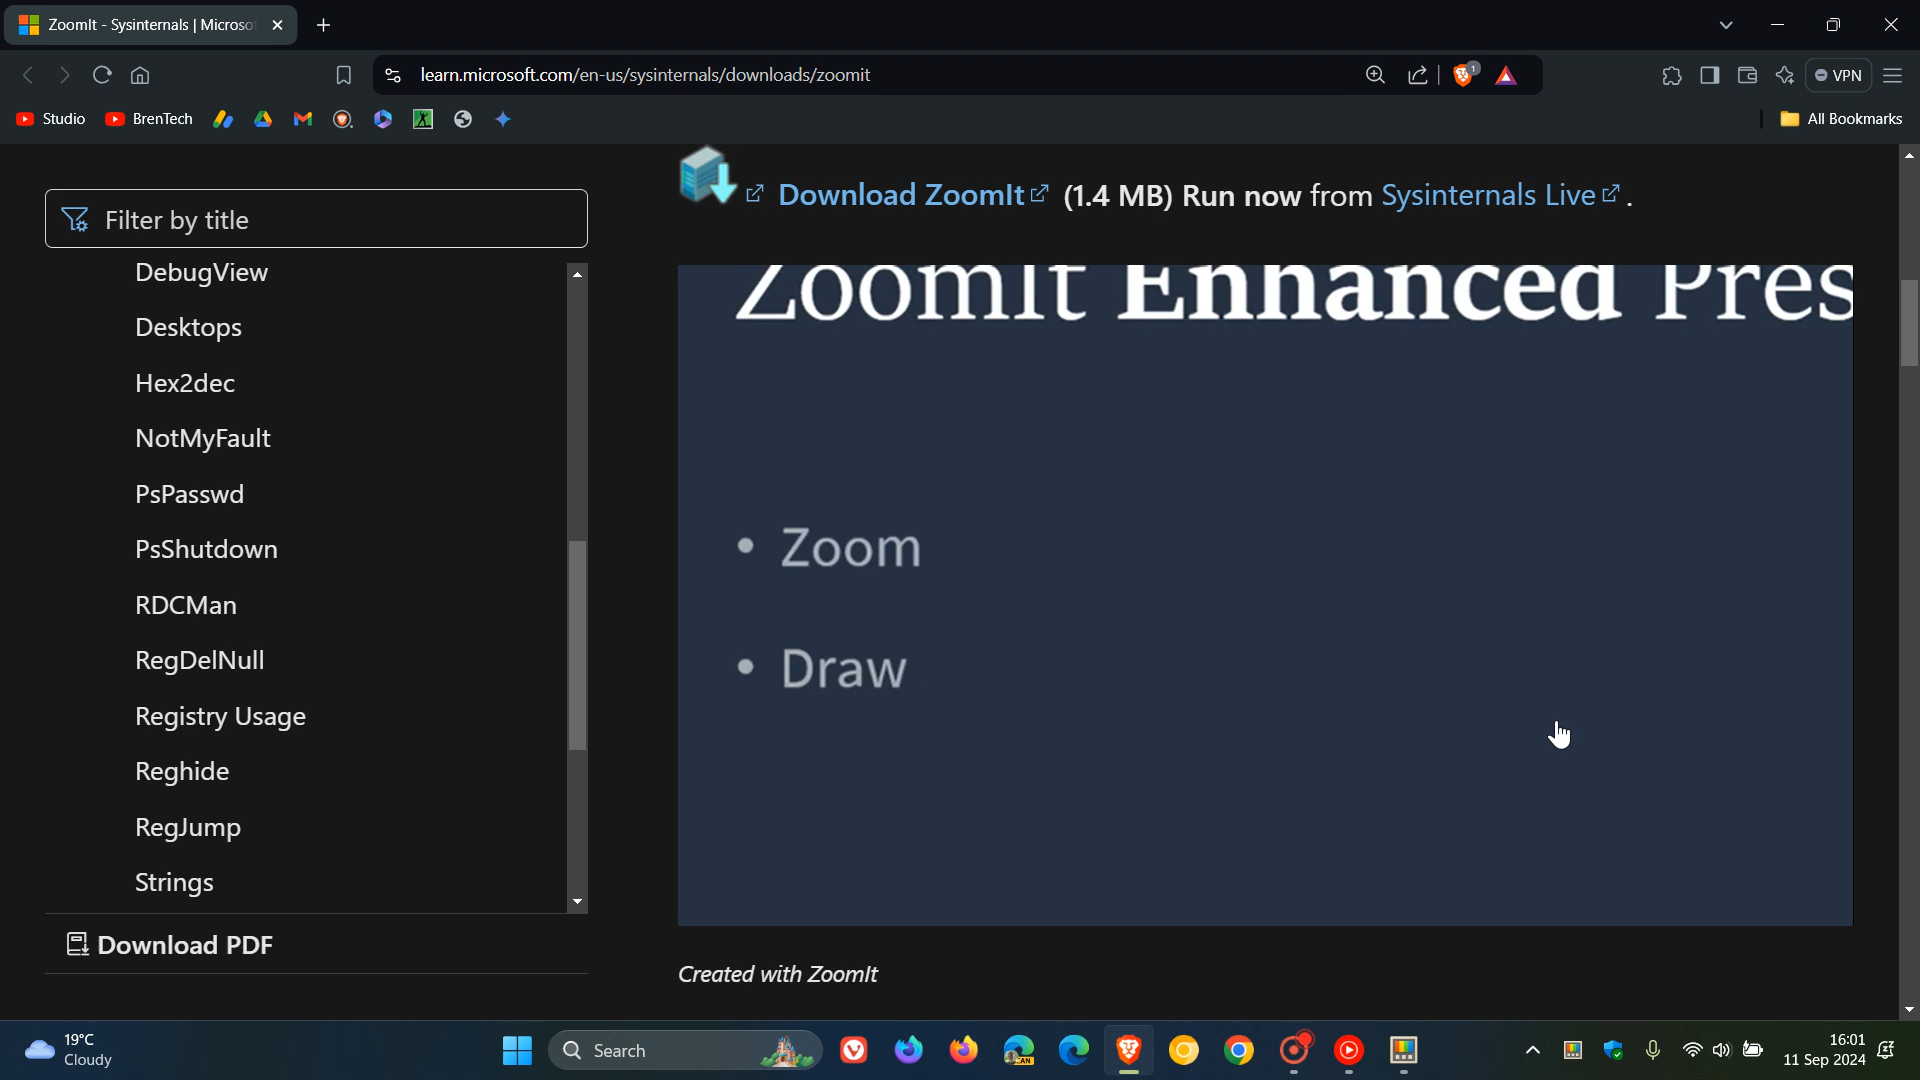 ZoomIt - Sysinternals | Microso
learn.microsoft.com/en-us/sysinternals/downloads/zoomit
1
VPN
Studio
BrenTech
All Bookmarks
Filter by title
DebugView
Desktops
Hex2dec
NotMyFault
PsPasswd
PsShutdown
RDCMan
RegDelNull
Registry Usage
Reghide
RegJump
Strings
Download PDF
Download ZoomIt (1.4 MB) Run now from Sysinternals Live .
ZoomIt Enhanced Pres
• Zoom
• Draw
Created with ZoomIt
19°C
Cloudy
Search
CAN
16:01
11 Sep 2024